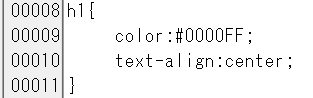 00008 h1{
00009     color:#0000FF;
00010     text-align:center;
00011 }